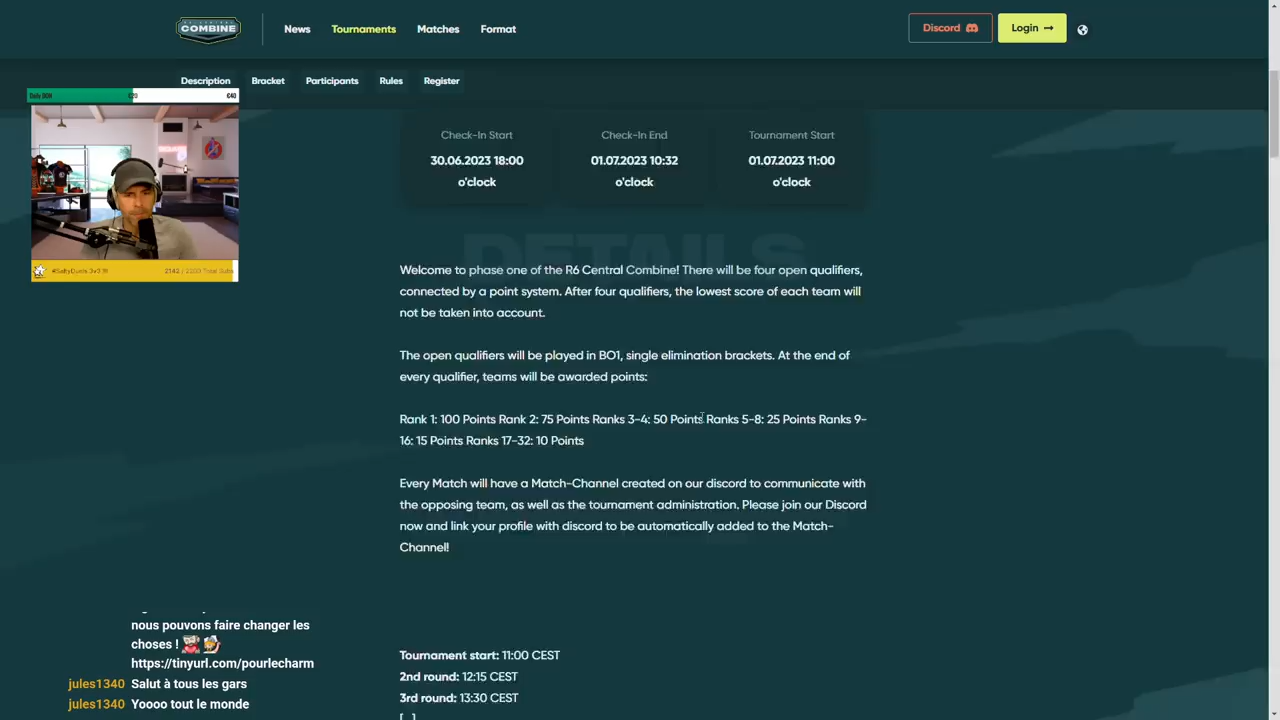 COMBINE
News
Tournaments
Matches
Format
Discord
Login →
Description
Bracket
Participants
Rules
Register
€40
Check-In Start
Check-In End
Tournament Start
30.06.2023 18:00
o'clock
01.07.2023 10:32
o'clock
01.07.2023 11:00
o'clock
DETAILS
Welcome to phase one of the R6 Central Combine! There will be four open qualifiers,
connected by a point system. After four qualifiers, the lowest score of each team will
not be taken into account.
The open qualifiers will be played in BO1, single elimination brackets. At the end of
every qualifier, teams will be awarded points:
Rank 1: 100 Points Rank 2: 75 Points Ranks 3-4: 50 Points Ranks 5-8: 25 Points Ranks 9-
16: 15 Points Ranks 17-32: 10 Points
Every Match will have a Match-Channel created on our discord to communicate with
the opposing team, as well as the tournament administration. Please join our Discord
now and link your profile with discord to be automatically added to the Match-
Channel!
nous pouvons faire changer les
choses !
https://tinyurl.com/pourlecharm
jules1340 Salut à tous les gars
jules1340 Yoooo tout le monde
Tournament start: 11:00 CEST
2nd round: 12:15 CEST
3rd round: 13:30 CEST
[...]